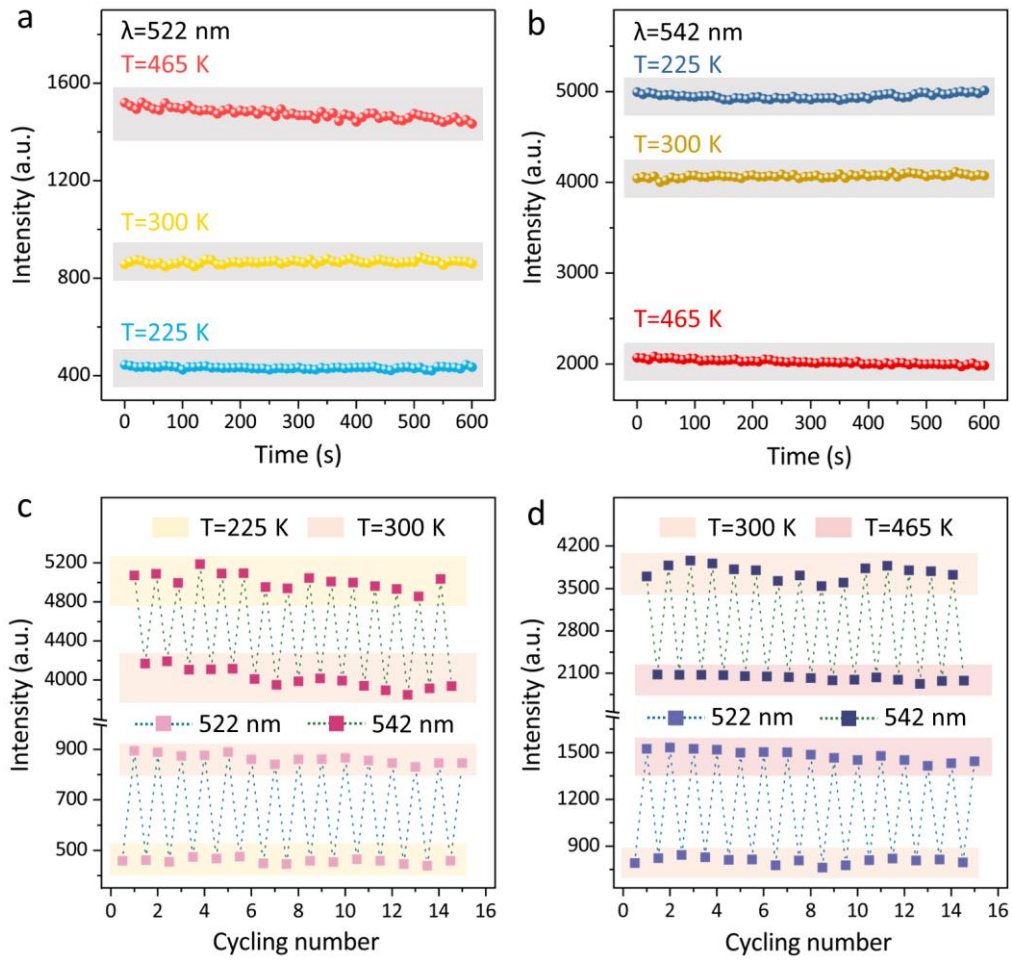 a
λ=522 nm
T=465 K
T=300 K
T=225 K
1600
1200
800
400
Intensity (a.u.)
0 100 200 300 400 500 600
Time (s)
b
λ=542 nm
T=225 K
T=300 K
T=465 K
5000
4000
3000
2000
Intensity (a.u.)
0 100 200 300 400 500 600
Time (s)
c
T=225 K T=300 K
5200
4800
4400
4000
522 nm 542 nm
900
700
500
Intensity (a.u.)
0 2 4 6 8 10 12 14 16
Cycling number
d
T=300 K T=465 K
4200
3500
2800
2100
522 nm 542 nm
1500
1200
900
Intensity (a.u.)
0 2 4 6 8 10 12 14 16
Cycling number